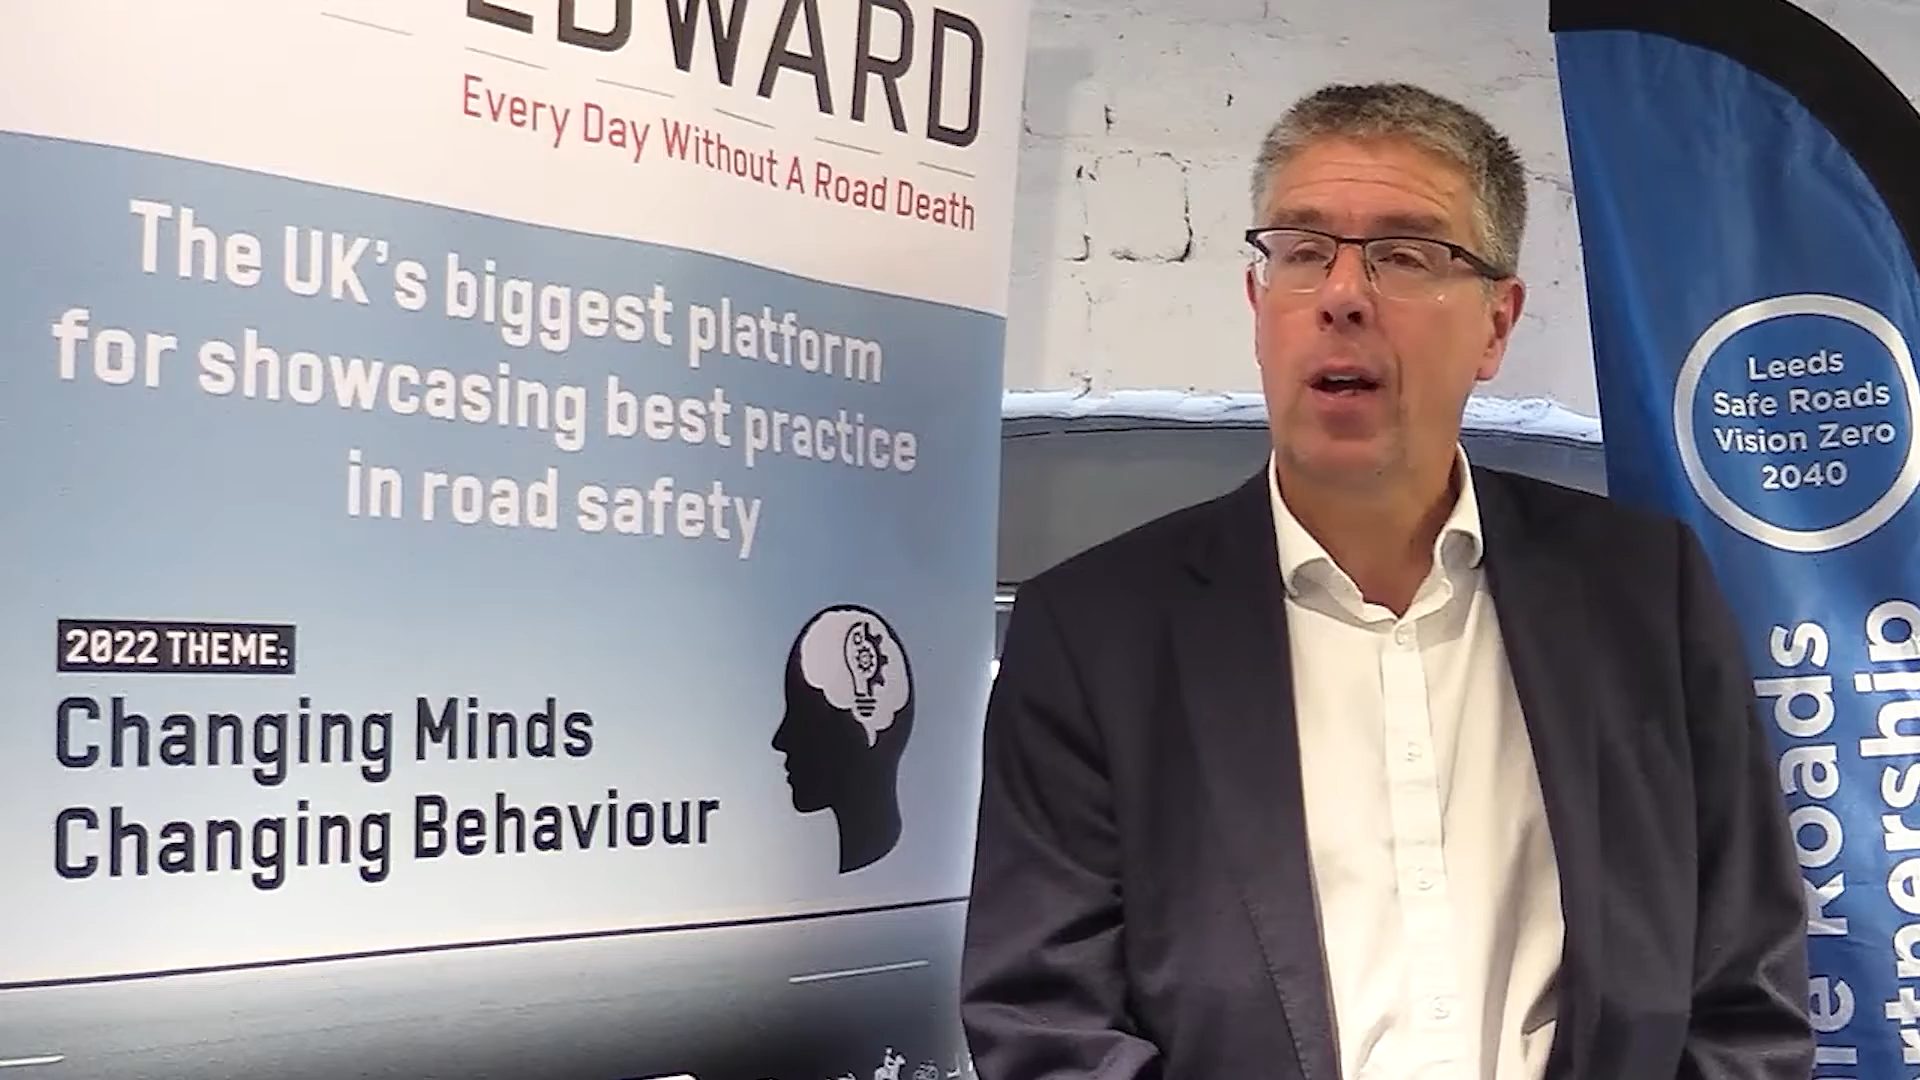 EDWARD
Every Day Without A Road Death
The UK's biggest platform
for showcasing best practice
in road safety
2022 THEME:
Changing Minds
Changing Behaviour
Leeds
Safe Roads
Vision Zero
2040
Roads